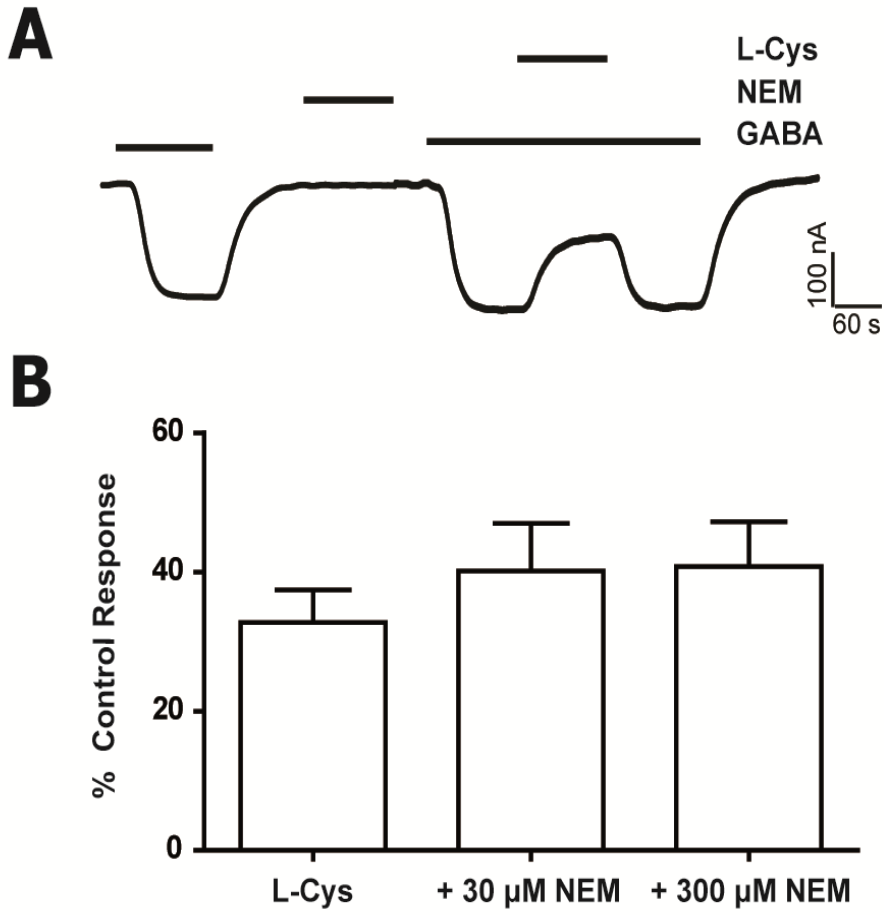 A
L-Cys
NEM
GABA
100 nA
60 s
B
% Control Response
60
40
20
0
L-Cys
+ 30 µM NEM
+ 300 µM NEM